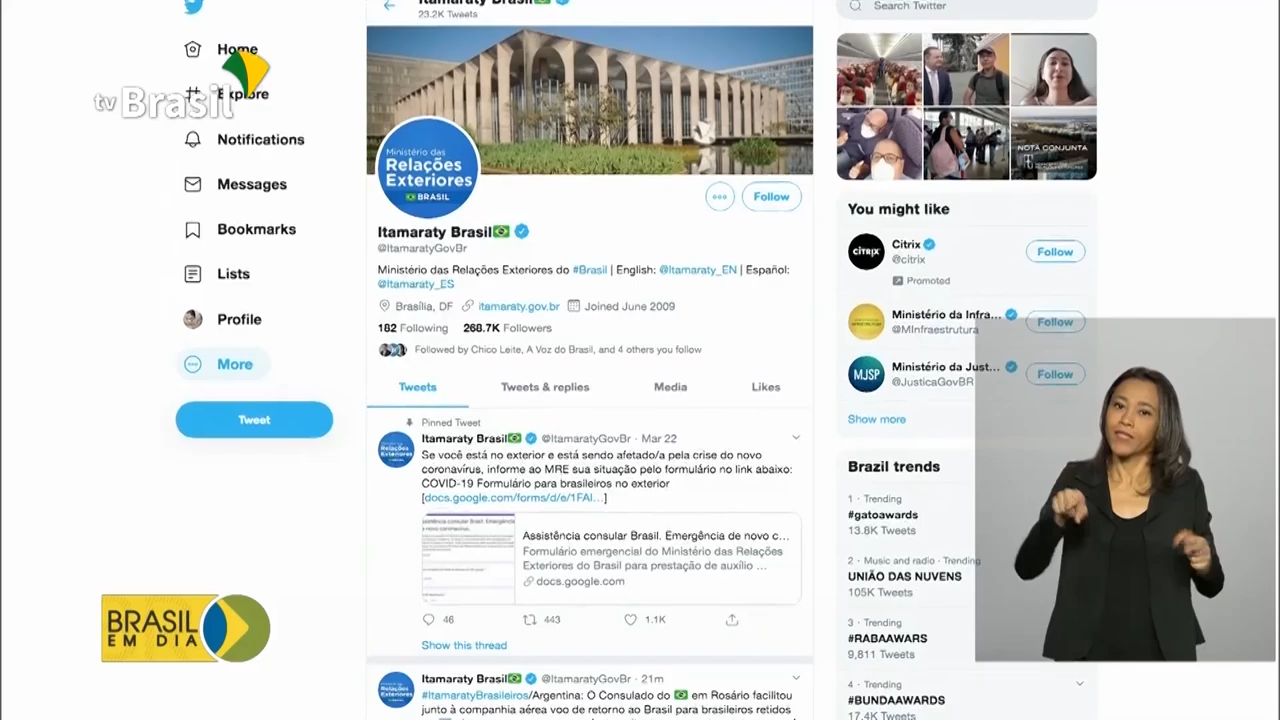 Itamaraty Brasil
23.2K Tweets
Search Twitter
Home
Explore
tv Brasil
Notifications
Messages
Bookmarks
Lists
Profile
More
Tweet
Ministério das
Relações
Exteriores
BRASIL
Follow
Itamaraty Brasil
@ItamaratyGovBr
Ministério das Relações Exteriores do #Brasil | English: @Itamaraty_EN | Español:
@Itamaraty_ES
Brasília, DF itamaraty.gov.br Joined June 2009
182 Following 268.7K Followers
Followed by Chico Leite, A Voz do Brasil, and 4 others you follow
Tweets Tweets & replies Media Likes
Pinned Tweet
Itamaraty Brasil @ItamaratyGovBr · Mar 22
Se você está no exterior e está sendo afetado/a pela crise do novo
coronavírus, informe ao MRE sua situação pelo formulário no link abaixo:
COVID-19 Formulário para brasileiros no exterior
[docs.google.com/forms/d/e/1FAI...]
Assistência consular Brasil. Emergência de novo c...
Formulário emergencial do Ministério das Relações
Exteriores do Brasil para prestação de auxílio ...
docs.google.com
46 443 1.1K
Show this thread
Itamaraty Brasil @ItamaratyGovBr · 21m
#ItamaratyBrasileiros/Argentina: O Consulado do em Rosário facilitou
junto à companhia aérea voo de retorno ao Brasil para brasileiros retidos
NOTA CONJUNTA
You might like
CITRIX
Citrix
@citrix
Follow
Promoted
Ministério da Infra...
@MInfraestrutura
Follow
MJSP
Ministério da Just...
@JusticaGovBR
Follow
Show more
Brazil trends
1 · Trending
#gatoawards
13.8K Tweets
2 · Music and radio · Trending
UNIÃO DAS NUVENS
105K Tweets
3 · Trending
#RABAAWARS
9,811 Tweets
4 · Trending
#BUNDAAWARDS
17.4K Tweets
BRASIL
EM DIA